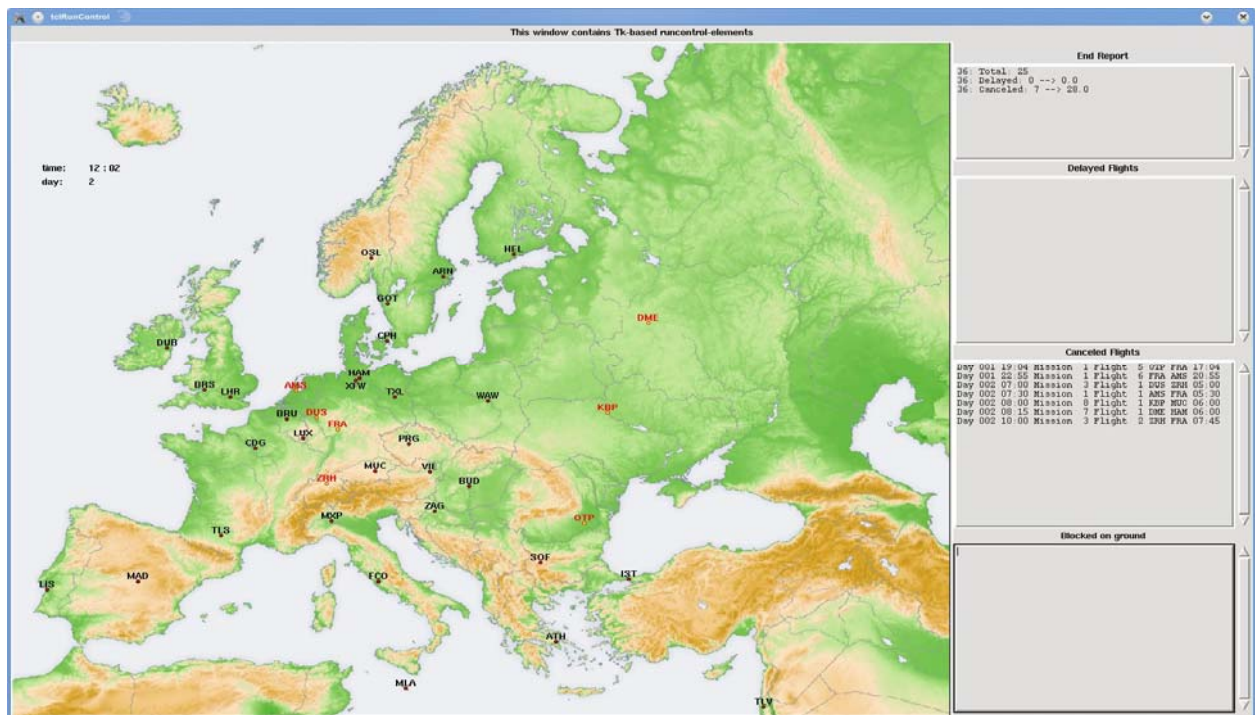 tclRunControl
This window contains Tk-based runcontrol-elements
time: 12 : 02
day: 2
OSL
HEL
ARN
GOT
DME
CPH
DUB
HAM
XFW
BRS
LHR
AMS
TXL
WAW
DUS
BRU
FRA
KBP
LUX
CDG
PRG
MUC
VIE
ZRH
BUD
ZAG
MXP
TLS
OTP
SOF
IST
LIS
MAD
FCO
ATH
MLA
TLV
End Report
36: Total: 25
36: Delayed: 0 --> 0.0
36: Canceled: 7 --> 28.0
Delayed Flights
Canceled Flights
Day 001 19:04 Mission 1 Flight 5 OTP FRA 17:04
Day 001 22:55 Mission 1 Flight 6 FRA AMS 20:55
Day 002 07:00 Mission 3 Flight 1 DUS ZRH 05:00
Day 002 07:30 Mission 1 Flight 1 AMS FRA 05:30
Day 002 08:00 Mission 8 Flight 1 KBP MUC 06:00
Day 002 08:15 Mission 7 Flight 1 DME HAM 06:00
Day 002 10:00 Mission 3 Flight 2 ZRH FRA 07:45
Blocked on ground